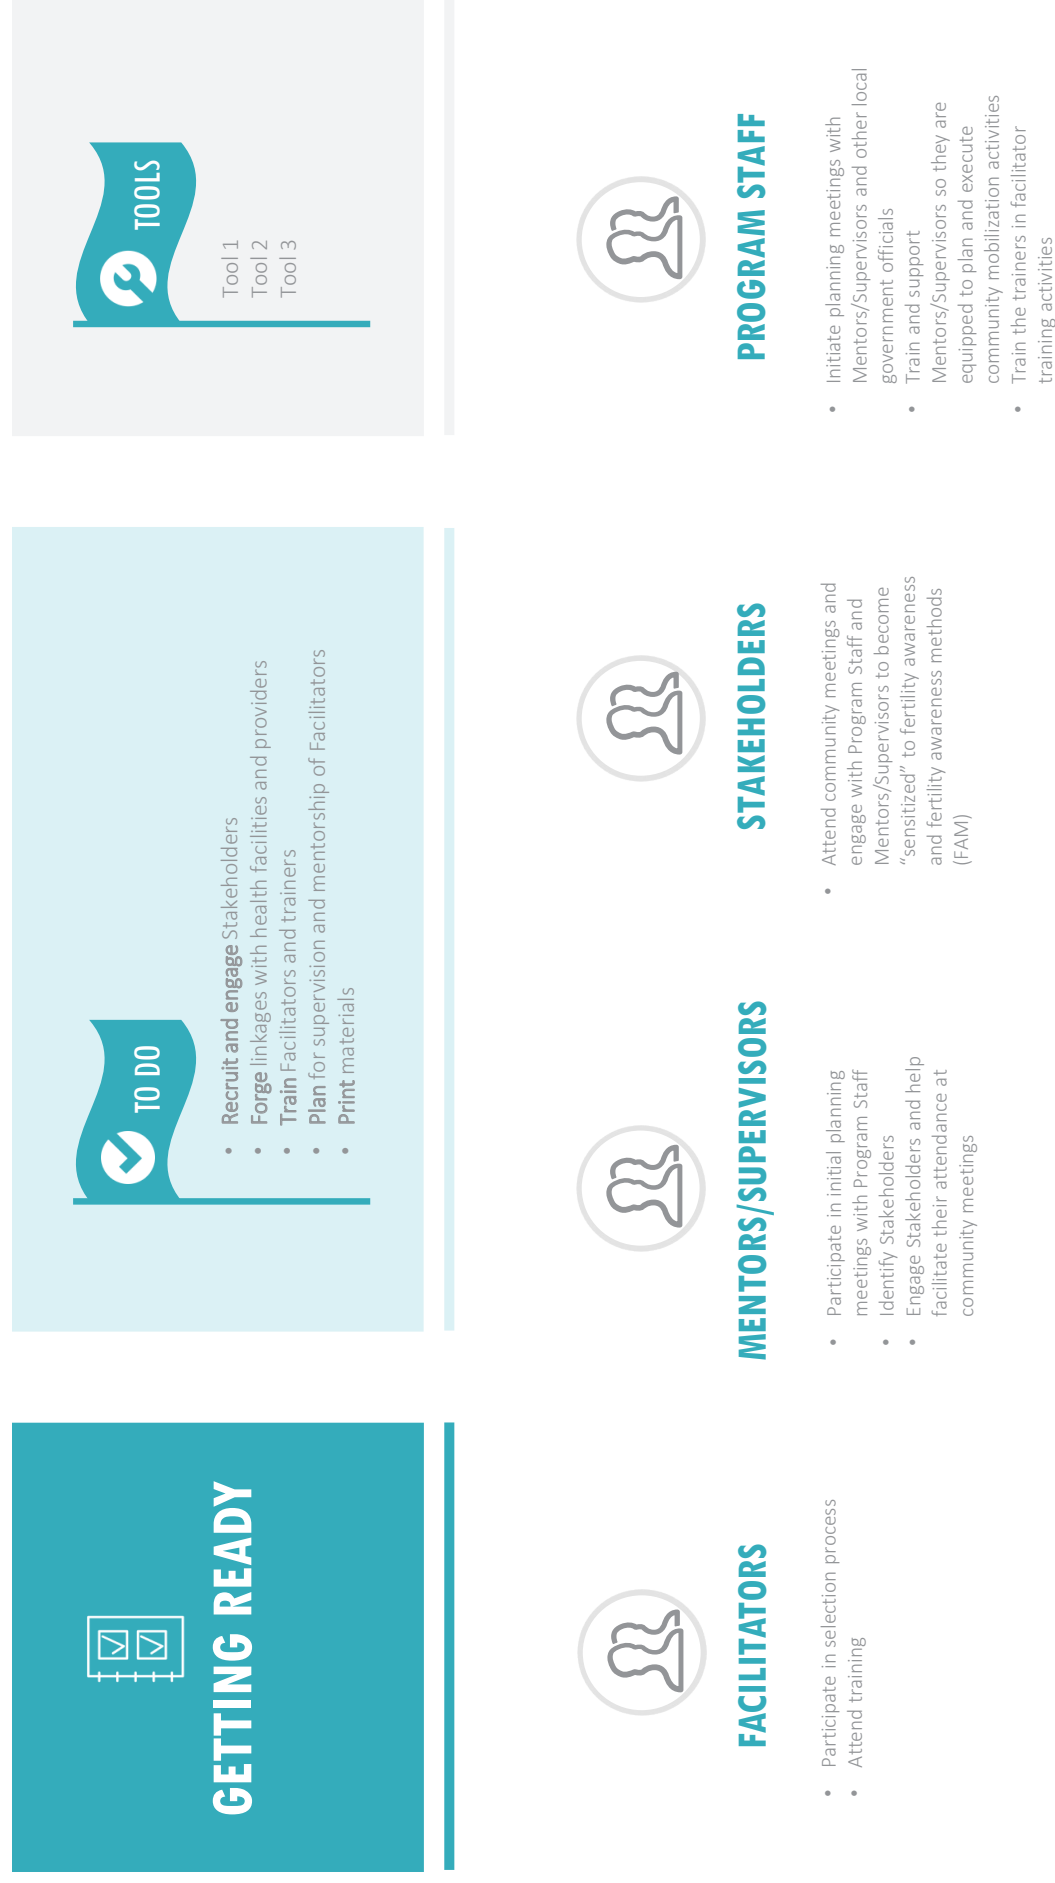 GETTING READY
TO DO
• Recruit and engage Stakeholders
• Forge linkages with health facilities and providers
• Train Facilitators and trainers
• Plan for supervision and mentorship of Facilitators
• Print materials
TOOLS
Tool 1
Tool 2
Tool 3
FACILITATORS
• Participate in selection process
• Attend training
MENTORS/SUPERVISORS
• Participate in initial planning
meetings with Program Staff
• Identify Stakeholders
• Engage Stakeholders and help
facilitate their attendance at
community meetings
STAKEHOLDERS
• Attend community meetings and
engage with Program Staff and
Mentors/Supervisors to become
“sensitized” to fertility awareness
and fertility awareness methods
(FAM)
PROGRAM STAFF
• Initiate planning meetings with
Mentors/Supervisors and other local
government officials
• Train and support
Mentors/Supervisors so they are
equipped to plan and execute
community mobilization activities
• Train the trainers in facilitator
training activities